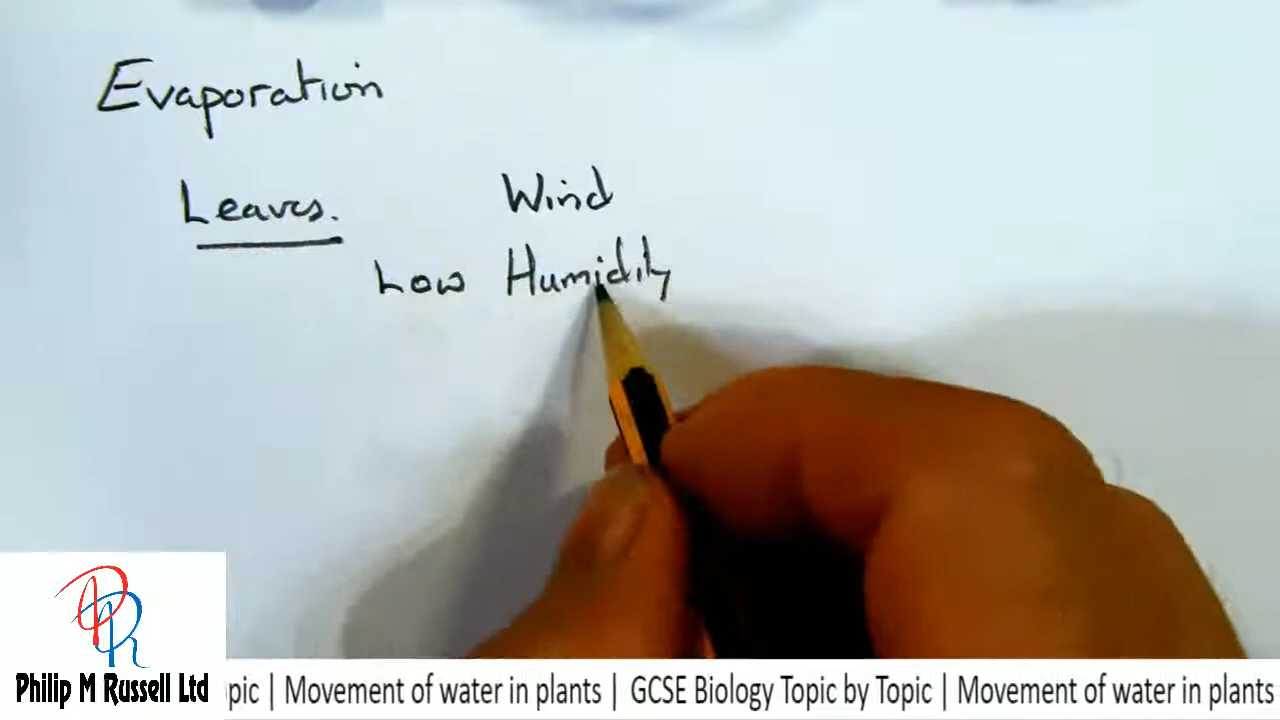 Evaporation
Leaves.
Wind
Low Humidity
Philip M Russell Ltd
opic | Movement of water in plants | GCSE Biology Topic by Topic | Movement of water in plants